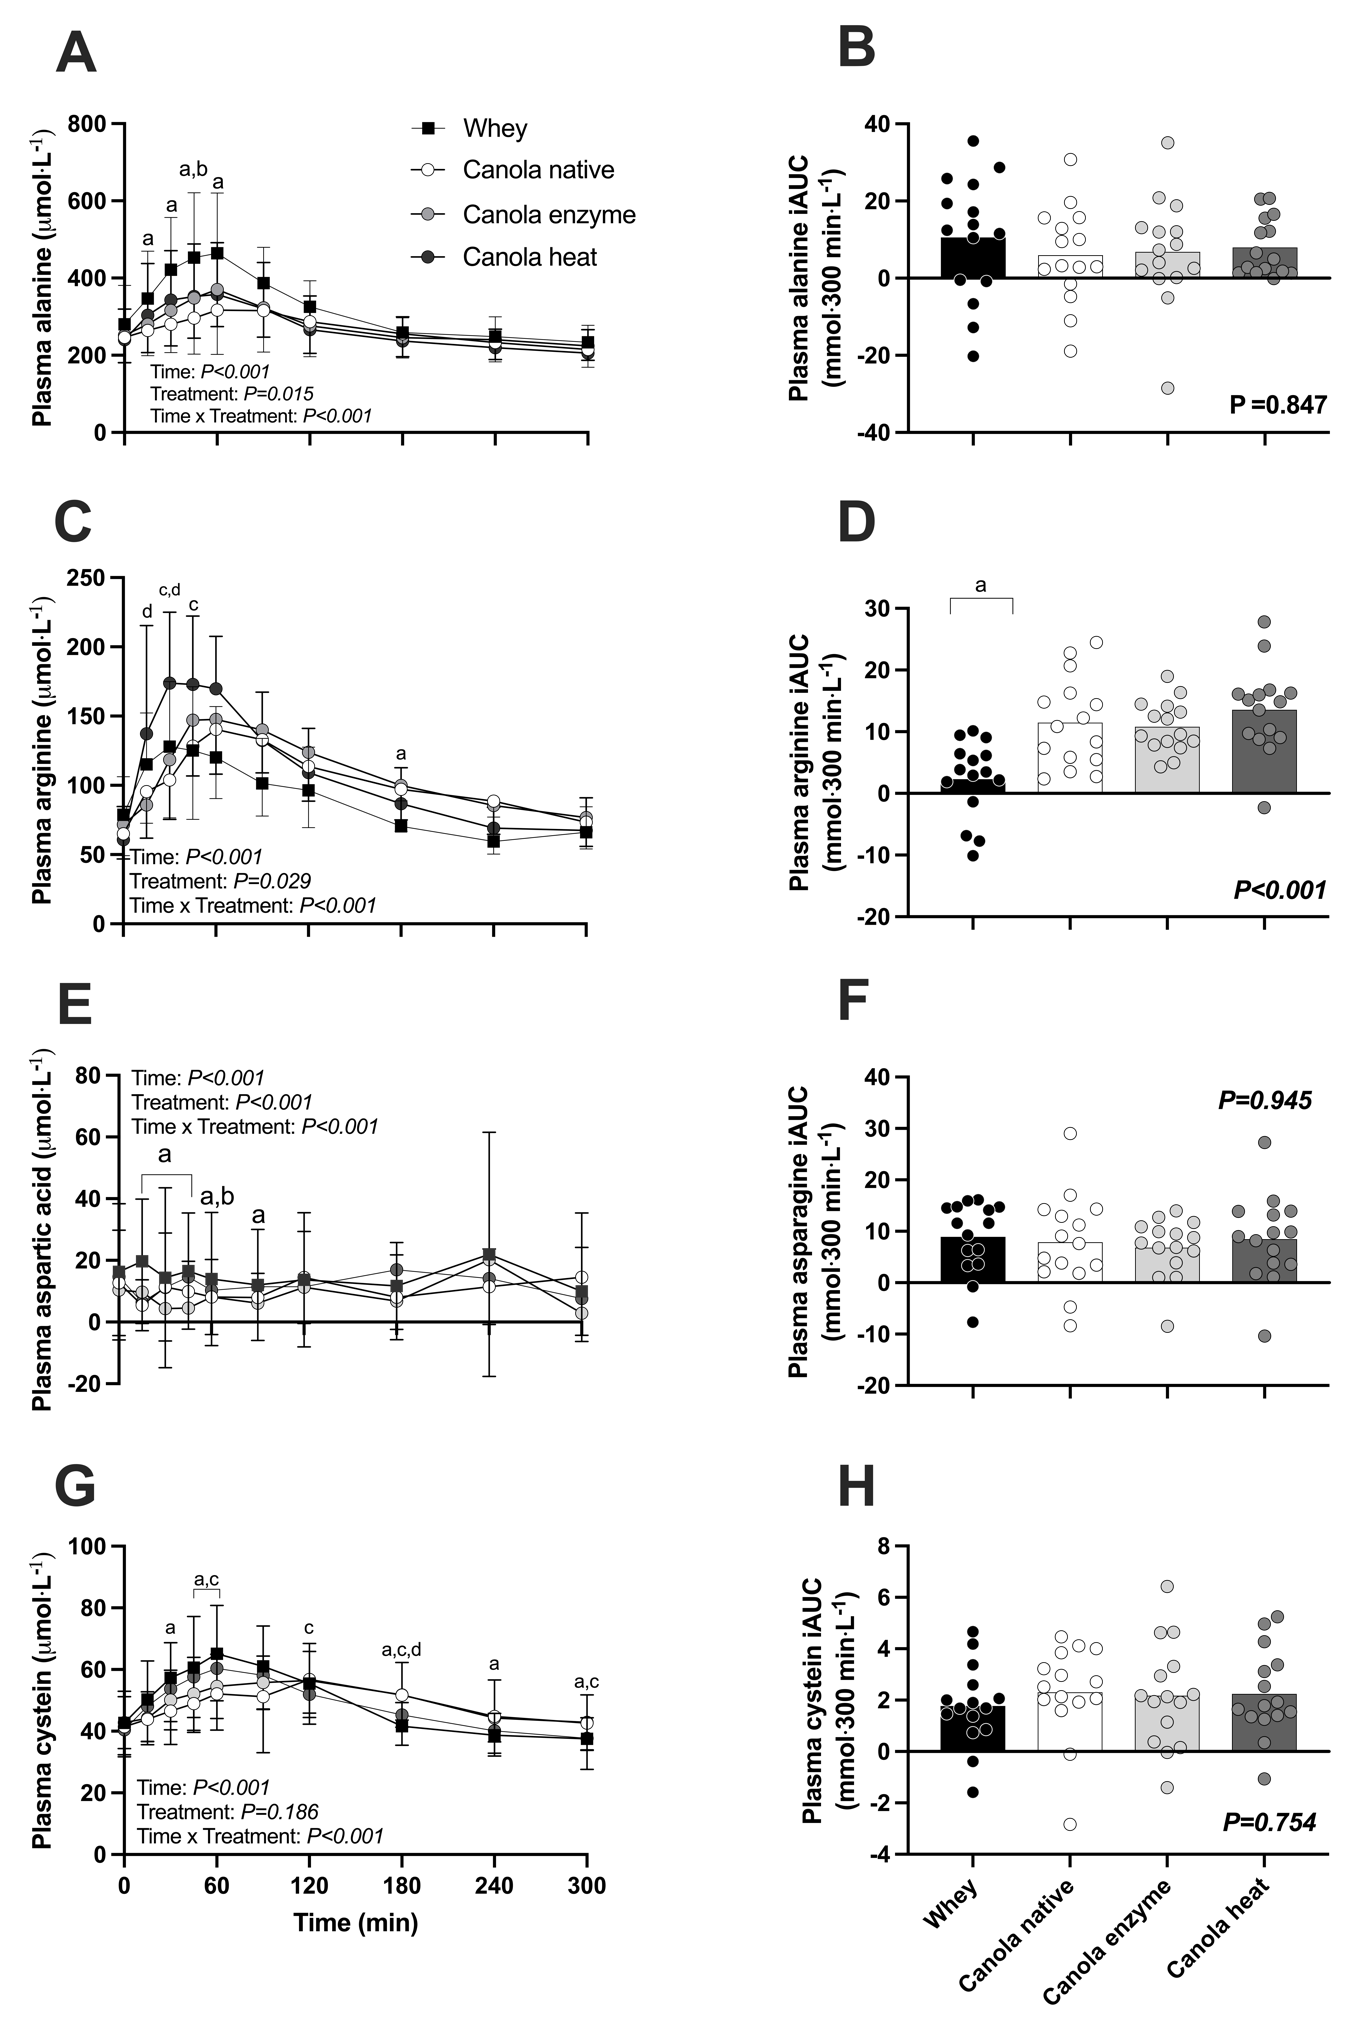 A
Plasma alanine (μmol·L⁻¹)
800
600
400
200
0
Whey
Canola native
Canola enzyme
Canola heat
a
a
a,b
a
Time: P<0.001
Treatment: P=0.015
Time x Treatment: P<0.001
B
Plasma alanine iAUC
(mmol·300 min·L⁻¹)
40
20
0
-20
-40
P =0.847
C
Plasma arginine (μmol·L⁻¹)
250
200
150
100
50
0
d
c,d
c
a
Time: P<0.001
Treatment: P=0.029
Time x Treatment: P<0.001
D
Plasma arginine iAUC
(mmol·300 min·L⁻¹)
30
20
10
0
-10
-20
a
P<0.001
E
Plasma aspartic acid (μmol·L⁻¹)
80
60
40
20
0
-20
Time: P<0.001
Treatment: P<0.001
Time x Treatment: P<0.001
a
a,b
a
F
Plasma asparagine iAUC
(mmol·300 min·L⁻¹)
40
30
20
10
0
-10
-20
P=0.945
G
Plasma cystein (μmol·L⁻¹)
100
80
60
40
20
0
a
a,c
c
a,c,d
a
a,c
Time: P<0.001
Treatment: P=0.186
Time x Treatment: P<0.001
0 60 120 180 240 300
Time (min)
H
Plasma cystein iAUC
(mmol·300 min·L⁻¹)
8
6
4
2
0
-2
-4
P=0.754
Whey
Canola native
Canola enzyme
Canola heat